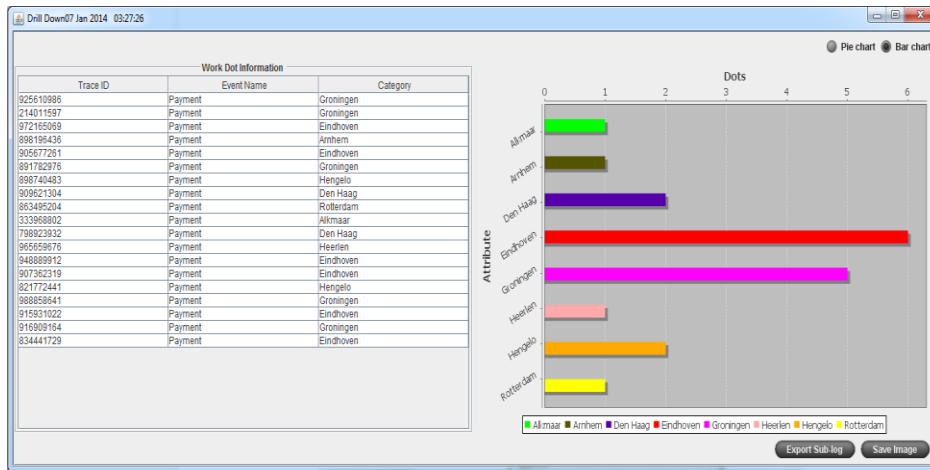 Drill Down07 Jan 2014 03:27:26
Pie chart Bar chart
Work Dot Information
Trace ID Event Name Category
925610986 Payment Groningen
214011597 Payment Groningen
972165069 Payment Eindhoven
898196436 Payment Arnhem
905677261 Payment Eindhoven
891782976 Payment Groningen
898740483 Payment Hengelo
909621304 Payment Den Haag
863495204 Payment Rotterdam
333968802 Payment Alkmaar
798923932 Payment Den Haag
965659676 Payment Heerlen
948889912 Payment Eindhoven
907362319 Payment Eindhoven
821772441 Payment Hengelo
988858641 Payment Groningen
915931022 Payment Eindhoven
916909164 Payment Groningen
834441729 Payment Eindhoven
Dots
0 1 2 3 4 5 6
Attribute
Alkmaar
Arnhem
Den Haag
Eindhoven
Groningen
Heerlen
Hengelo
Rotterdam
Alkmaar Arnhem Den Haag Eindhoven Groningen Heerlen Hengelo Rotterdam
Export Sub-log Save Image